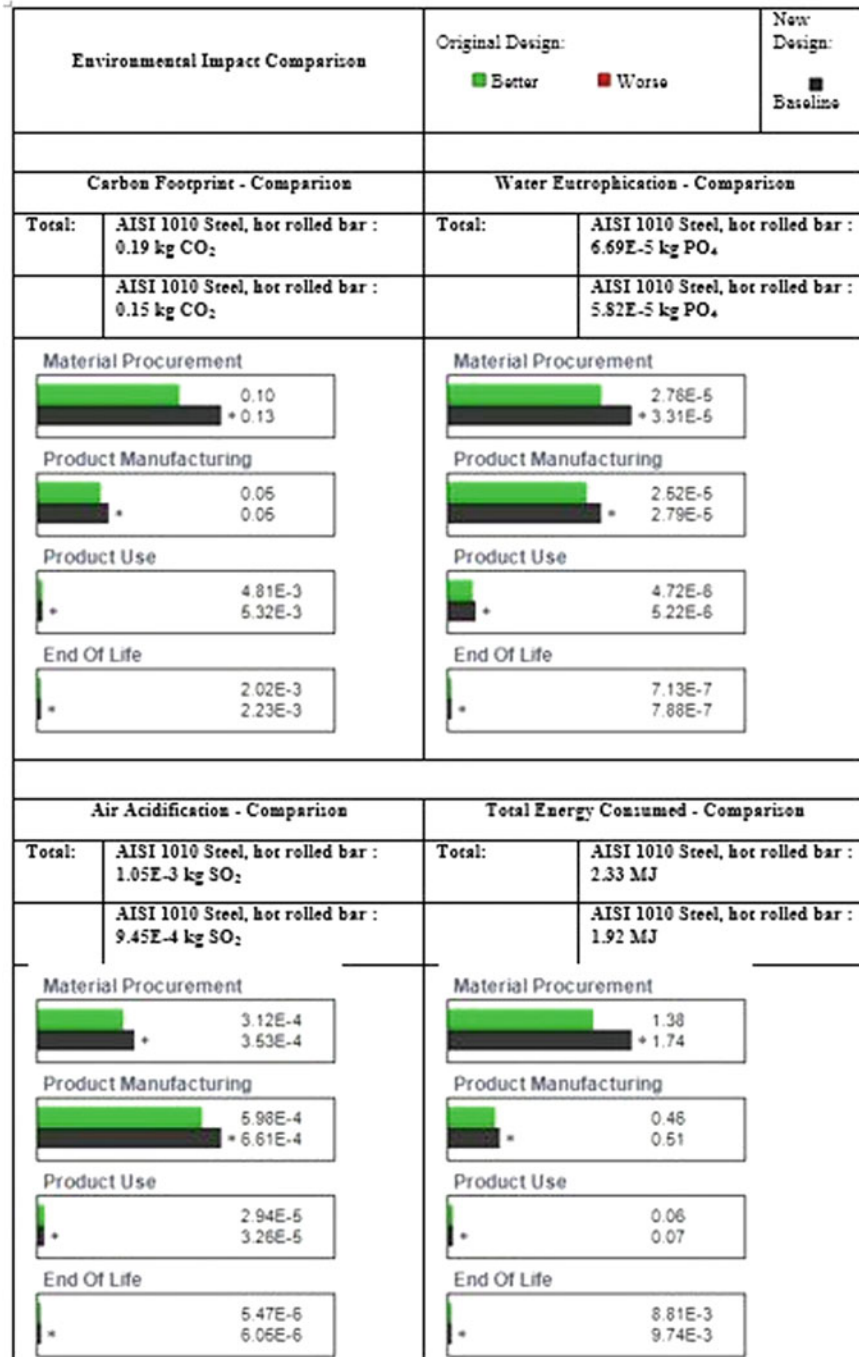 Environmental Impact Comparison
Original Design:
Better
Worse
New
Design:
Baseline
Carbon Footprint - Comparison
Water Eutrophication - Comparison
Total:
AISI 1010 Steel, hot rolled bar :
0.19 kg CO₂
Total:
AISI 1010 Steel, hot rolled bar :
6.69E-5 kg PO₄
AISI 1010 Steel, hot rolled bar :
0.15 kg CO₂
AISI 1010 Steel, hot rolled bar :
5.82E-5 kg PO₄
Material Procurement
0.10
* 0.13
Product Manufacturing
0.05
* 0.05
Product Use
4.81E-3
* 5.32E-3
End Of Life
2.02E-3
* 2.23E-3
Material Procurement
2.76E-5
* 3.31E-5
Product Manufacturing
2.52E-5
* 2.79E-5
Product Use
4.72E-6
* 5.22E-6
End Of Life
7.13E-7
* 7.88E-7
Air Acidification - Comparison
Total Energy Consumed - Comparison
Total:
AISI 1010 Steel, hot rolled bar :
1.05E-3 kg SO₂
Total:
AISI 1010 Steel, hot rolled bar :
2.33 MJ
AISI 1010 Steel, hot rolled bar :
9.45E-4 kg SO₂
AISI 1010 Steel, hot rolled bar :
1.92 MJ
Material Procurement
3.12E-4
* 3.53E-4
Product Manufacturing
5.98E-4
* 6.61E-4
Product Use
2.94E-5
* 3.26E-5
End Of Life
5.47E-6
* 6.05E-6
Material Procurement
1.38
* 1.74
Product Manufacturing
0.46
* 0.51
Product Use
0.06
* 0.07
End Of Life
8.81E-3
* 9.74E-3